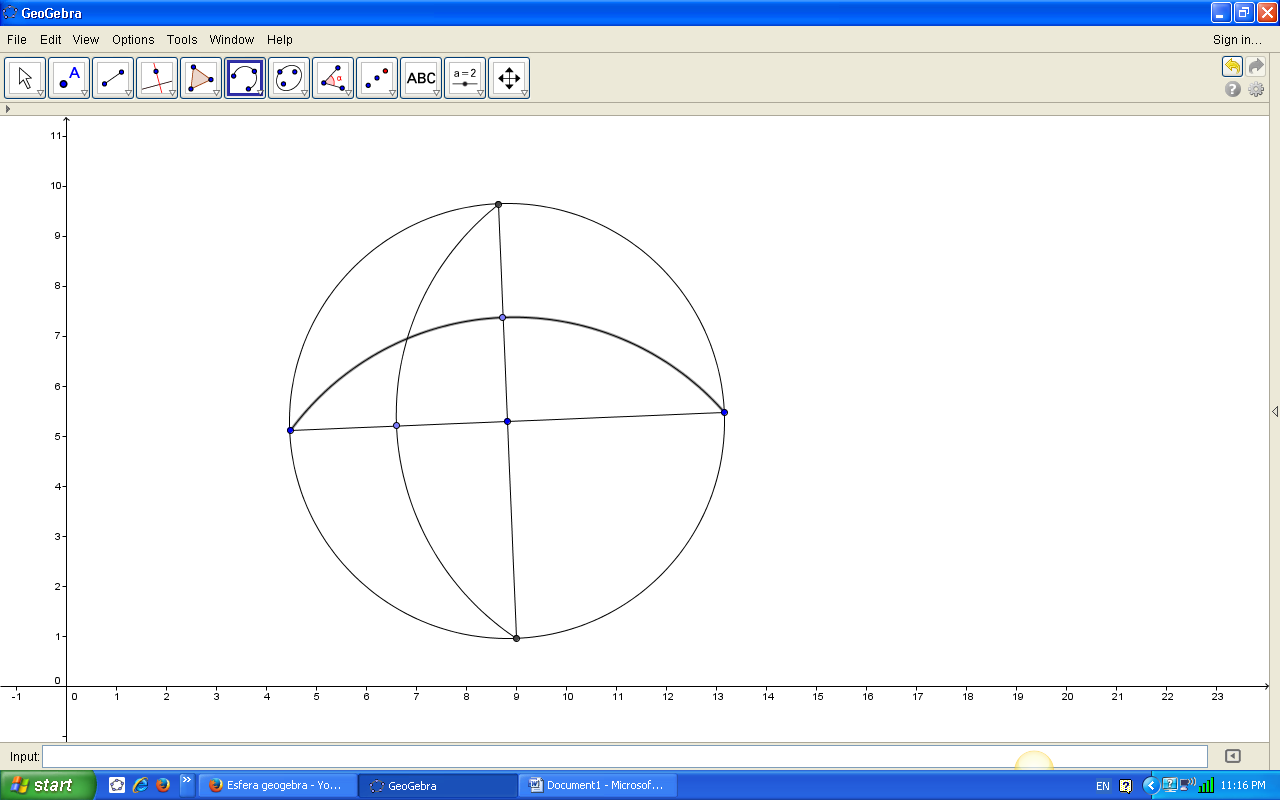 GeoGebra
File Edit View Options Tools Window Help Sign in...
A α a = 2 ABC
11
10
9
8
7
6
5
4
3
2
1
0
-1 0 1 2 3 4 5 6 7 8 9 10 11 12 13 14 15 16 17 18 19 20 21 22 23
Input:
start Esfera geogebra - Yo... GeoGebra Document1 - Microsof... EN 11:16 PM